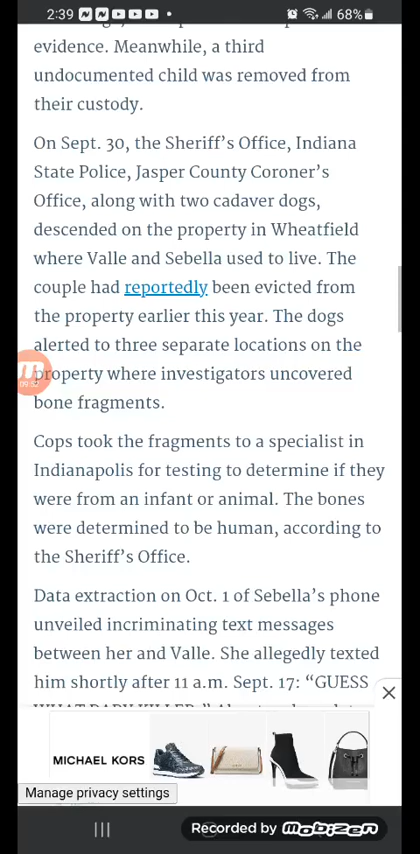 2:39
68%
evidence. Meanwhile, a third
undocumented child was removed from
their custody.
On Sept. 30, the Sheriff's Office, Indiana
State Police, Jasper County Coroner's
Office, along with two cadaver dogs,
descended on the property in Wheatfield
where Valle and Sebella used to live. The
couple had reportedly been evicted from
the property earlier this year. The dogs
alerted to three separate locations on the
property where investigators uncovered
bone fragments.
09:52
Cops took the fragments to a specialist in
Indianapolis for testing to determine if they
were from an infant or animal. The bones
were determined to be human, according to
the Sheriff's Office.
Data extraction on Oct. 1 of Sebella's phone
unveiled incriminating text messages
between her and Valle. She allegedly texted
him shortly after 11 a.m. Sept. 17: “GUESS
MICHAEL KORS
Manage privacy settings
Recorded by mobizen